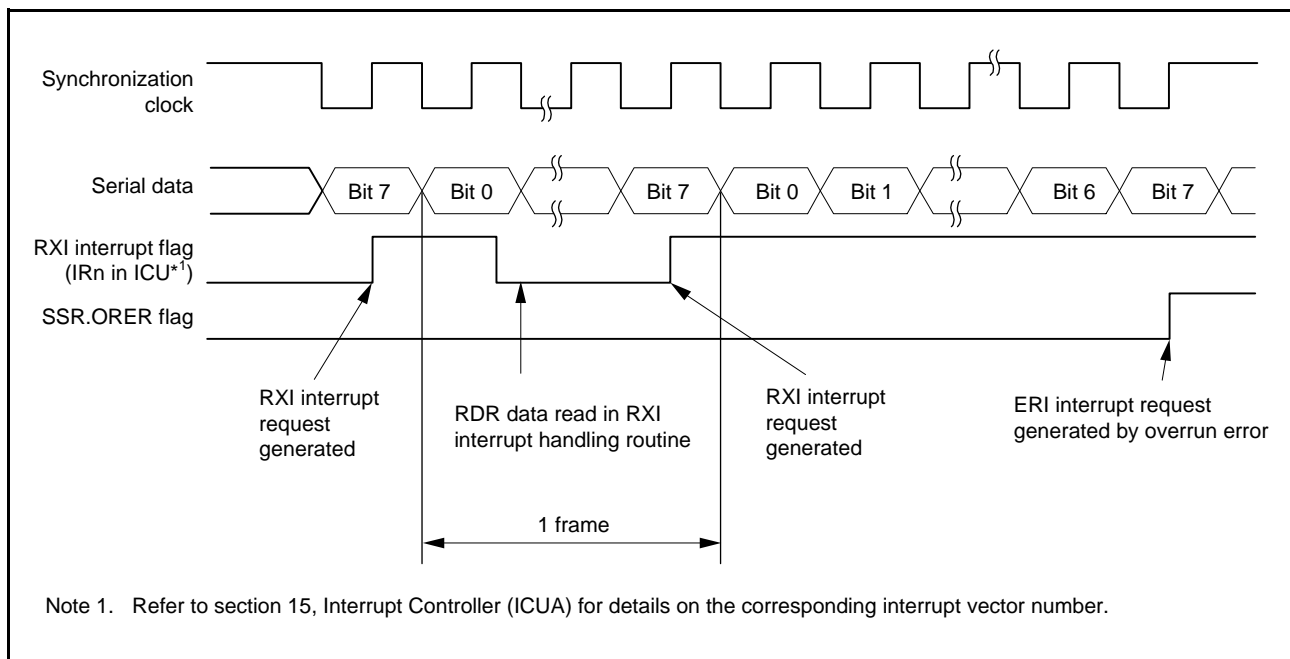 Synchronization
clock
Serial data
Bit 7
Bit 0
Bit 7
Bit 0
Bit 1
Bit 6
Bit 7
RXI interrupt flag
(IRn in ICU*1)
SSR.ORER flag
RXI interrupt
request
generated
RDR data read in RXI
interrupt handling routine
RXI interrupt
request
generated
ERI interrupt request
generated by overrun error
1 frame
Note 1. Refer to section 15, Interrupt Controller (ICUA) for details on the corresponding interrupt vector number.